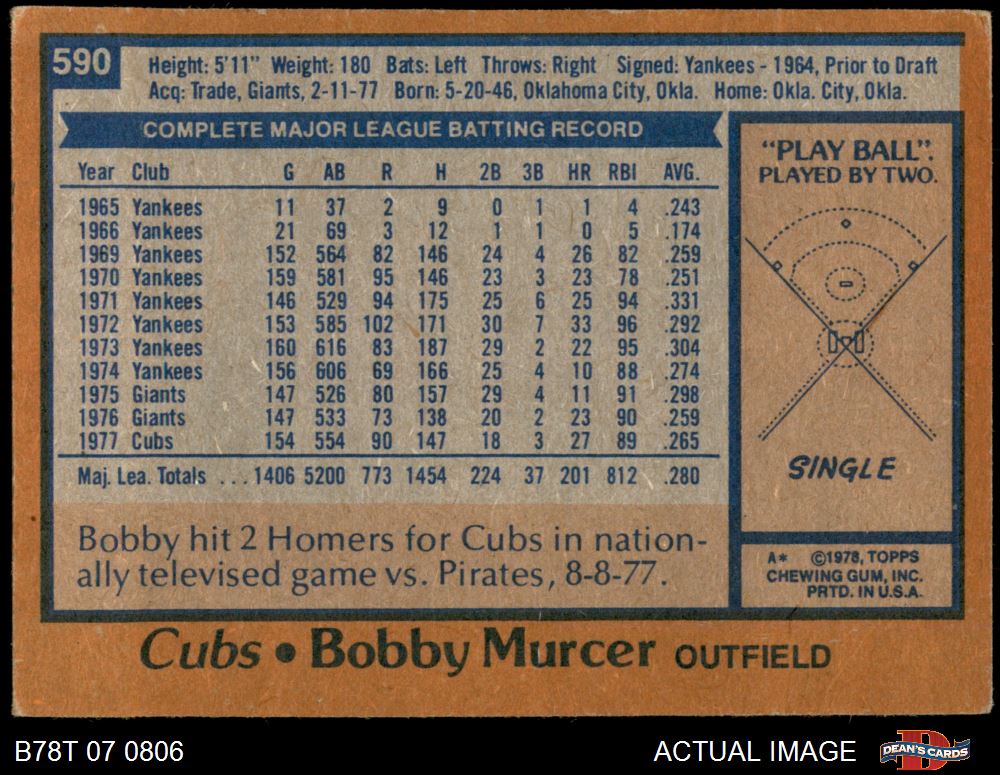 590
Height: 5'11" Weight: 180 Bats: Left Throws: Right Signed: Yankees - 1964, Prior to Draft
Acq: Trade, Giants, 2-11-77 Born: 5-20-46, Oklahoma City, Okla. Home: Okla. City, Okla.
COMPLETE MAJOR LEAGUE BATTING RECORD
Year Club G AB R H 2B 3B HR RBI AVG.
1965 Yankees 11 37 2 9 0 1 1 4 .243
1966 Yankees 21 69 3 12 1 1 0 5 .174
1969 Yankees 152 564 82 146 24 4 26 82 .259
1970 Yankees 159 581 95 146 23 3 23 78 .251
1971 Yankees 146 529 94 175 25 6 25 94 .331
1972 Yankees 153 585 102 171 30 7 33 96 .292
1973 Yankees 160 616 83 187 29 2 22 95 .304
1974 Yankees 156 606 69 166 25 4 10 88 .274
1975 Giants 147 526 80 157 29 4 11 91 .298
1976 Giants 147 533 73 138 20 2 23 90 .259
1977 Cubs 154 554 90 147 18 3 27 89 .265
Maj. Lea. Totals ...1406 5200 773 1454 224 37 201 812 .280
Bobby hit 2 Homers for Cubs in nation-
ally televised game vs. Pirates, 8-8-77.
"PLAY BALL".
PLAYED BY TWO.
SINGLE
A* ©1978, TOPPS
CHEWING GUM, INC.
PRTD. IN U.S.A.
Cubs • Bobby Murcer OUTFIELD
B78T 07 0806
ACTUAL IMAGE
DEAN'S CARDS